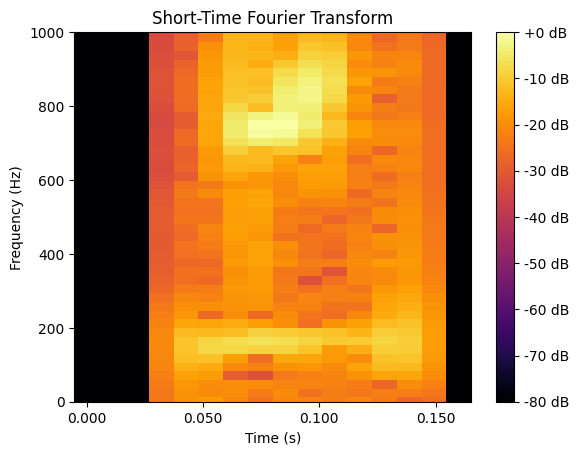 Short-Time Fourier Transform
1000
800
600
400
200
0
Frequency (Hz)
0.000
0.050
0.100
0.150
Time (s)
+0 dB
-10 dB
-20 dB
-30 dB
-40 dB
-50 dB
-60 dB
-70 dB
-80 dB